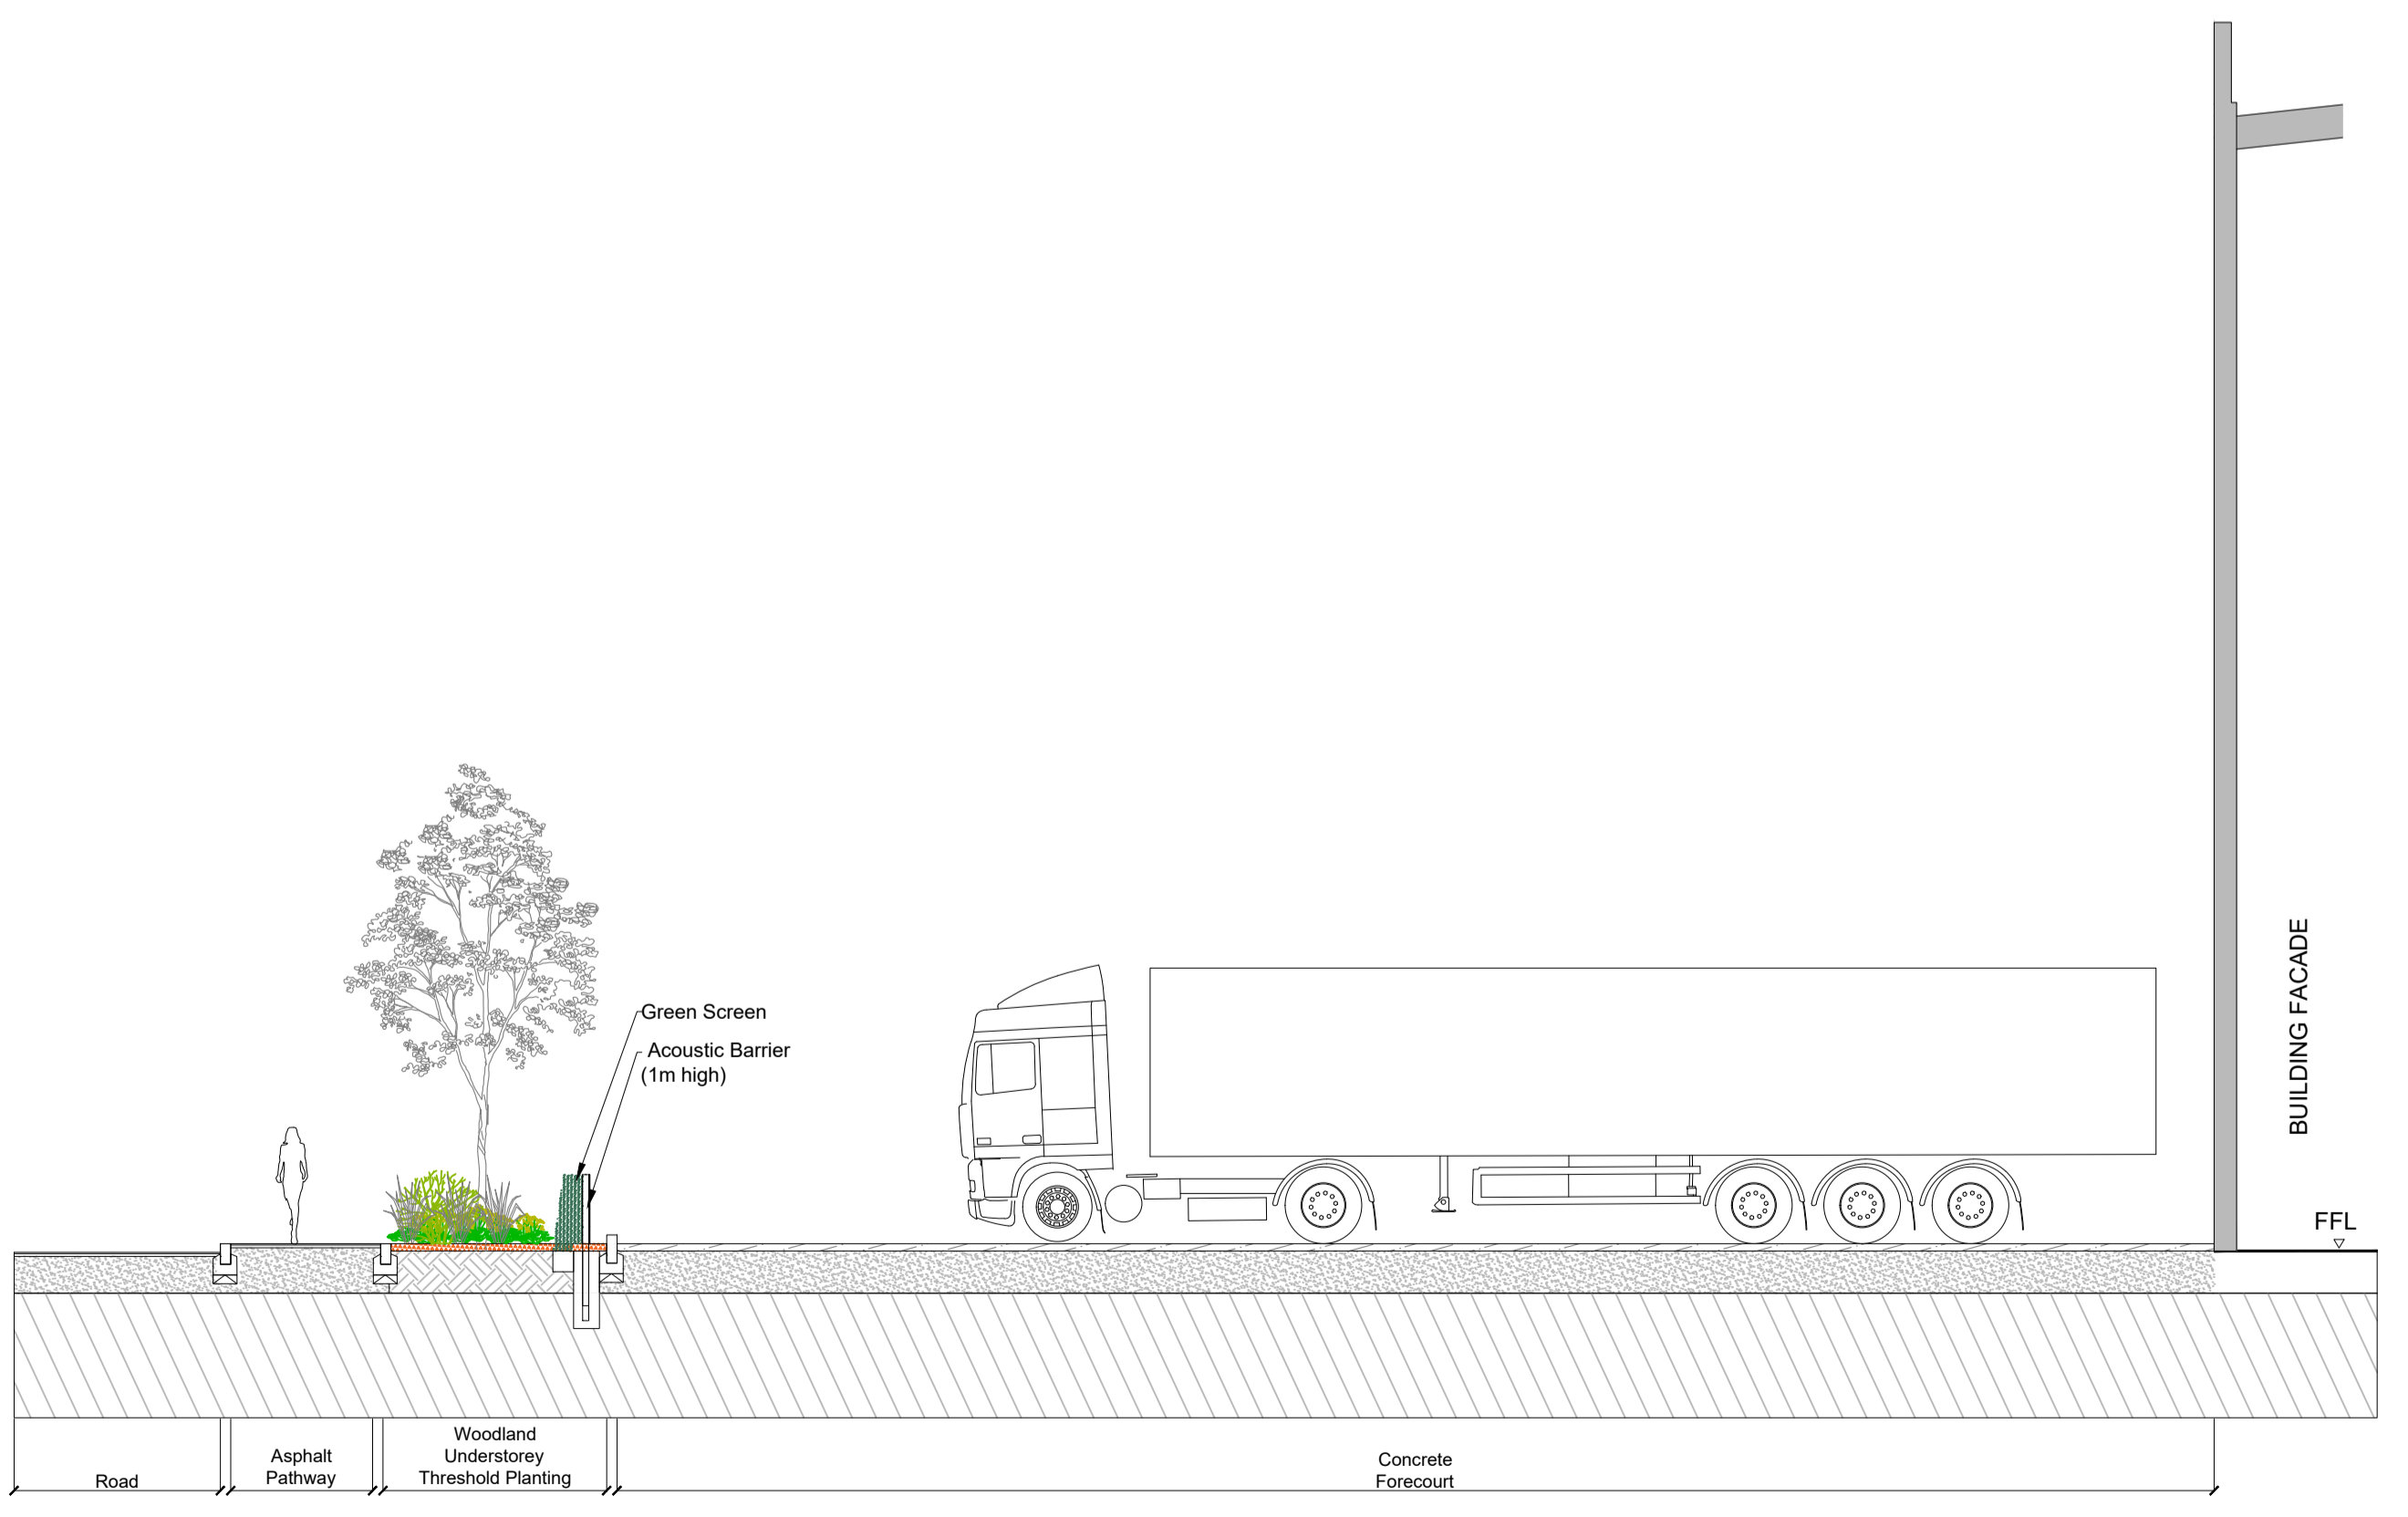 Green Screen
Acoustic Barrier
(1m high)
BUILDING FACADE
FFL
Road
Asphalt
Pathway
Woodland
Understorey
Threshold Planting
Concrete
Forecourt